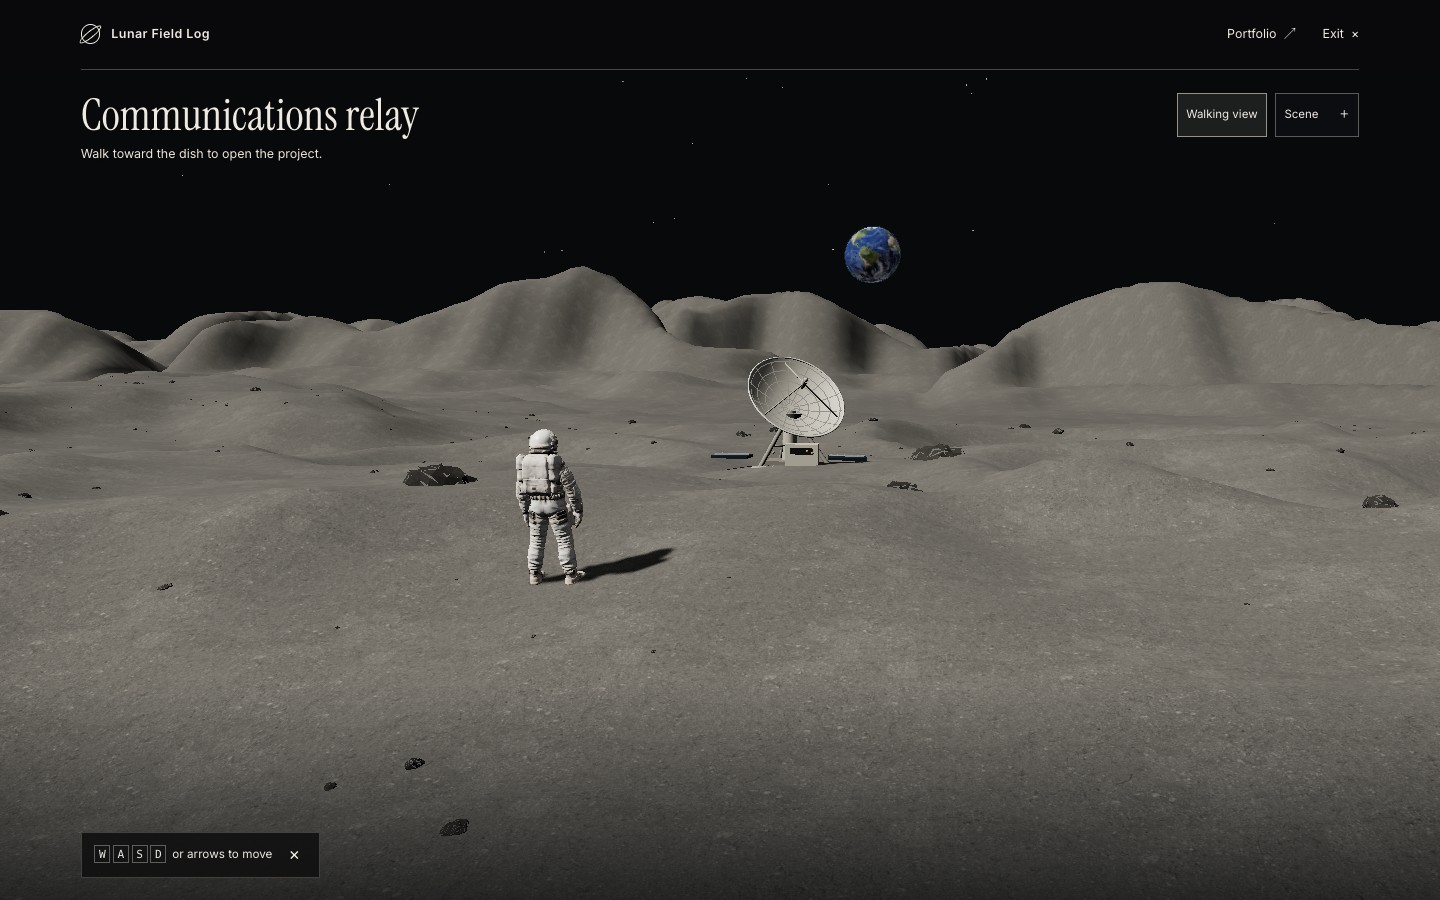 Lunar Field Log
Portfolio ↗ Exit ×
Communications relay
Walk toward the dish to open the project.
Walking view
Scene +
W A S D or arrows to move ×